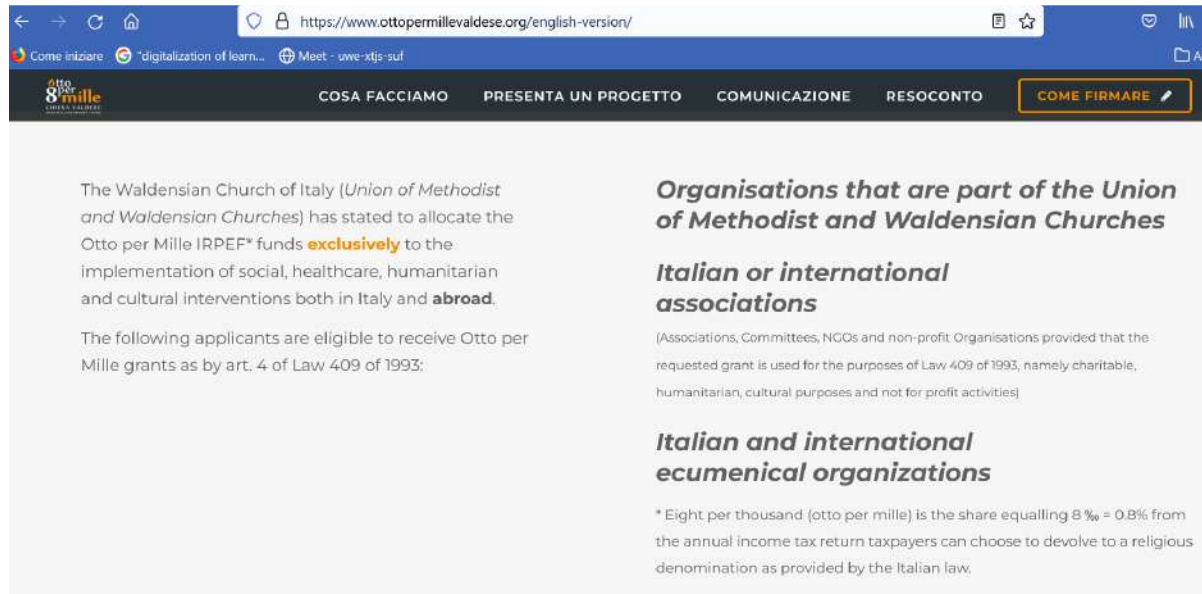 https://www.ottopermillevaldese.org/english-version/
Come iniziare
"digitalization of learn...
Meet - uwe-xtjs-suf
A
otto
8 per mille
CHIESA VALDESE
COSA FACCIAMO
PRESENTA UN PROGETTO
COMUNICAZIONE
RESOCONTO
COME FIRMARE
The Waldensian Church of Italy (Union of Methodist
and Waldensian Churches) has stated to allocate the
Otto per Mille IRPEF* funds exclusively to the
implementation of social, healthcare, humanitarian
and cultural interventions both in Italy and abroad.
The following applicants are eligible to receive Otto per
Mille grants as by art. 4 of Law 409 of 1993:
Organisations that are part of the Union
of Methodist and Waldensian Churches
Italian or international
associations
(Associations, Committees, NGOs and non-profit Organisations provided that the
requested grant is used for the purposes of Law 409 of 1993, namely charitable,
humanitarian, cultural purposes and not for profit activities)
Italian and international
ecumenical organizations
* Eight per thousand (otto per mille) is the share equalling 8 ‰ = 0.8% from
the annual income tax return taxpayers can choose to devolve to a religious
denomination as provided by the Italian law.